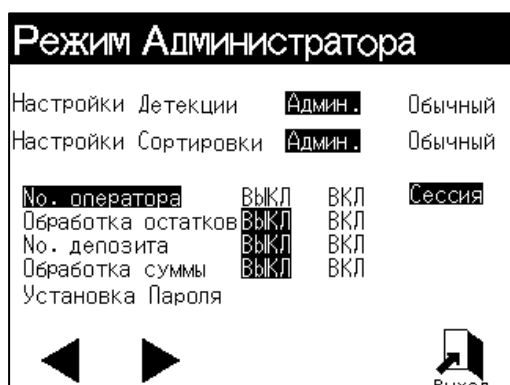 Режим Администратора
Настройки Детекции Админ. Обычный
Настройки Сортировки Админ. Обычный
No. оператора ВЫКЛ ВКЛ Сессия
Обработка остатков ВЫКЛ ВКЛ
No. депозита ВЫКЛ ВКЛ
Обработка суммы ВЫКЛ ВКЛ
Установка Пароля
Выход